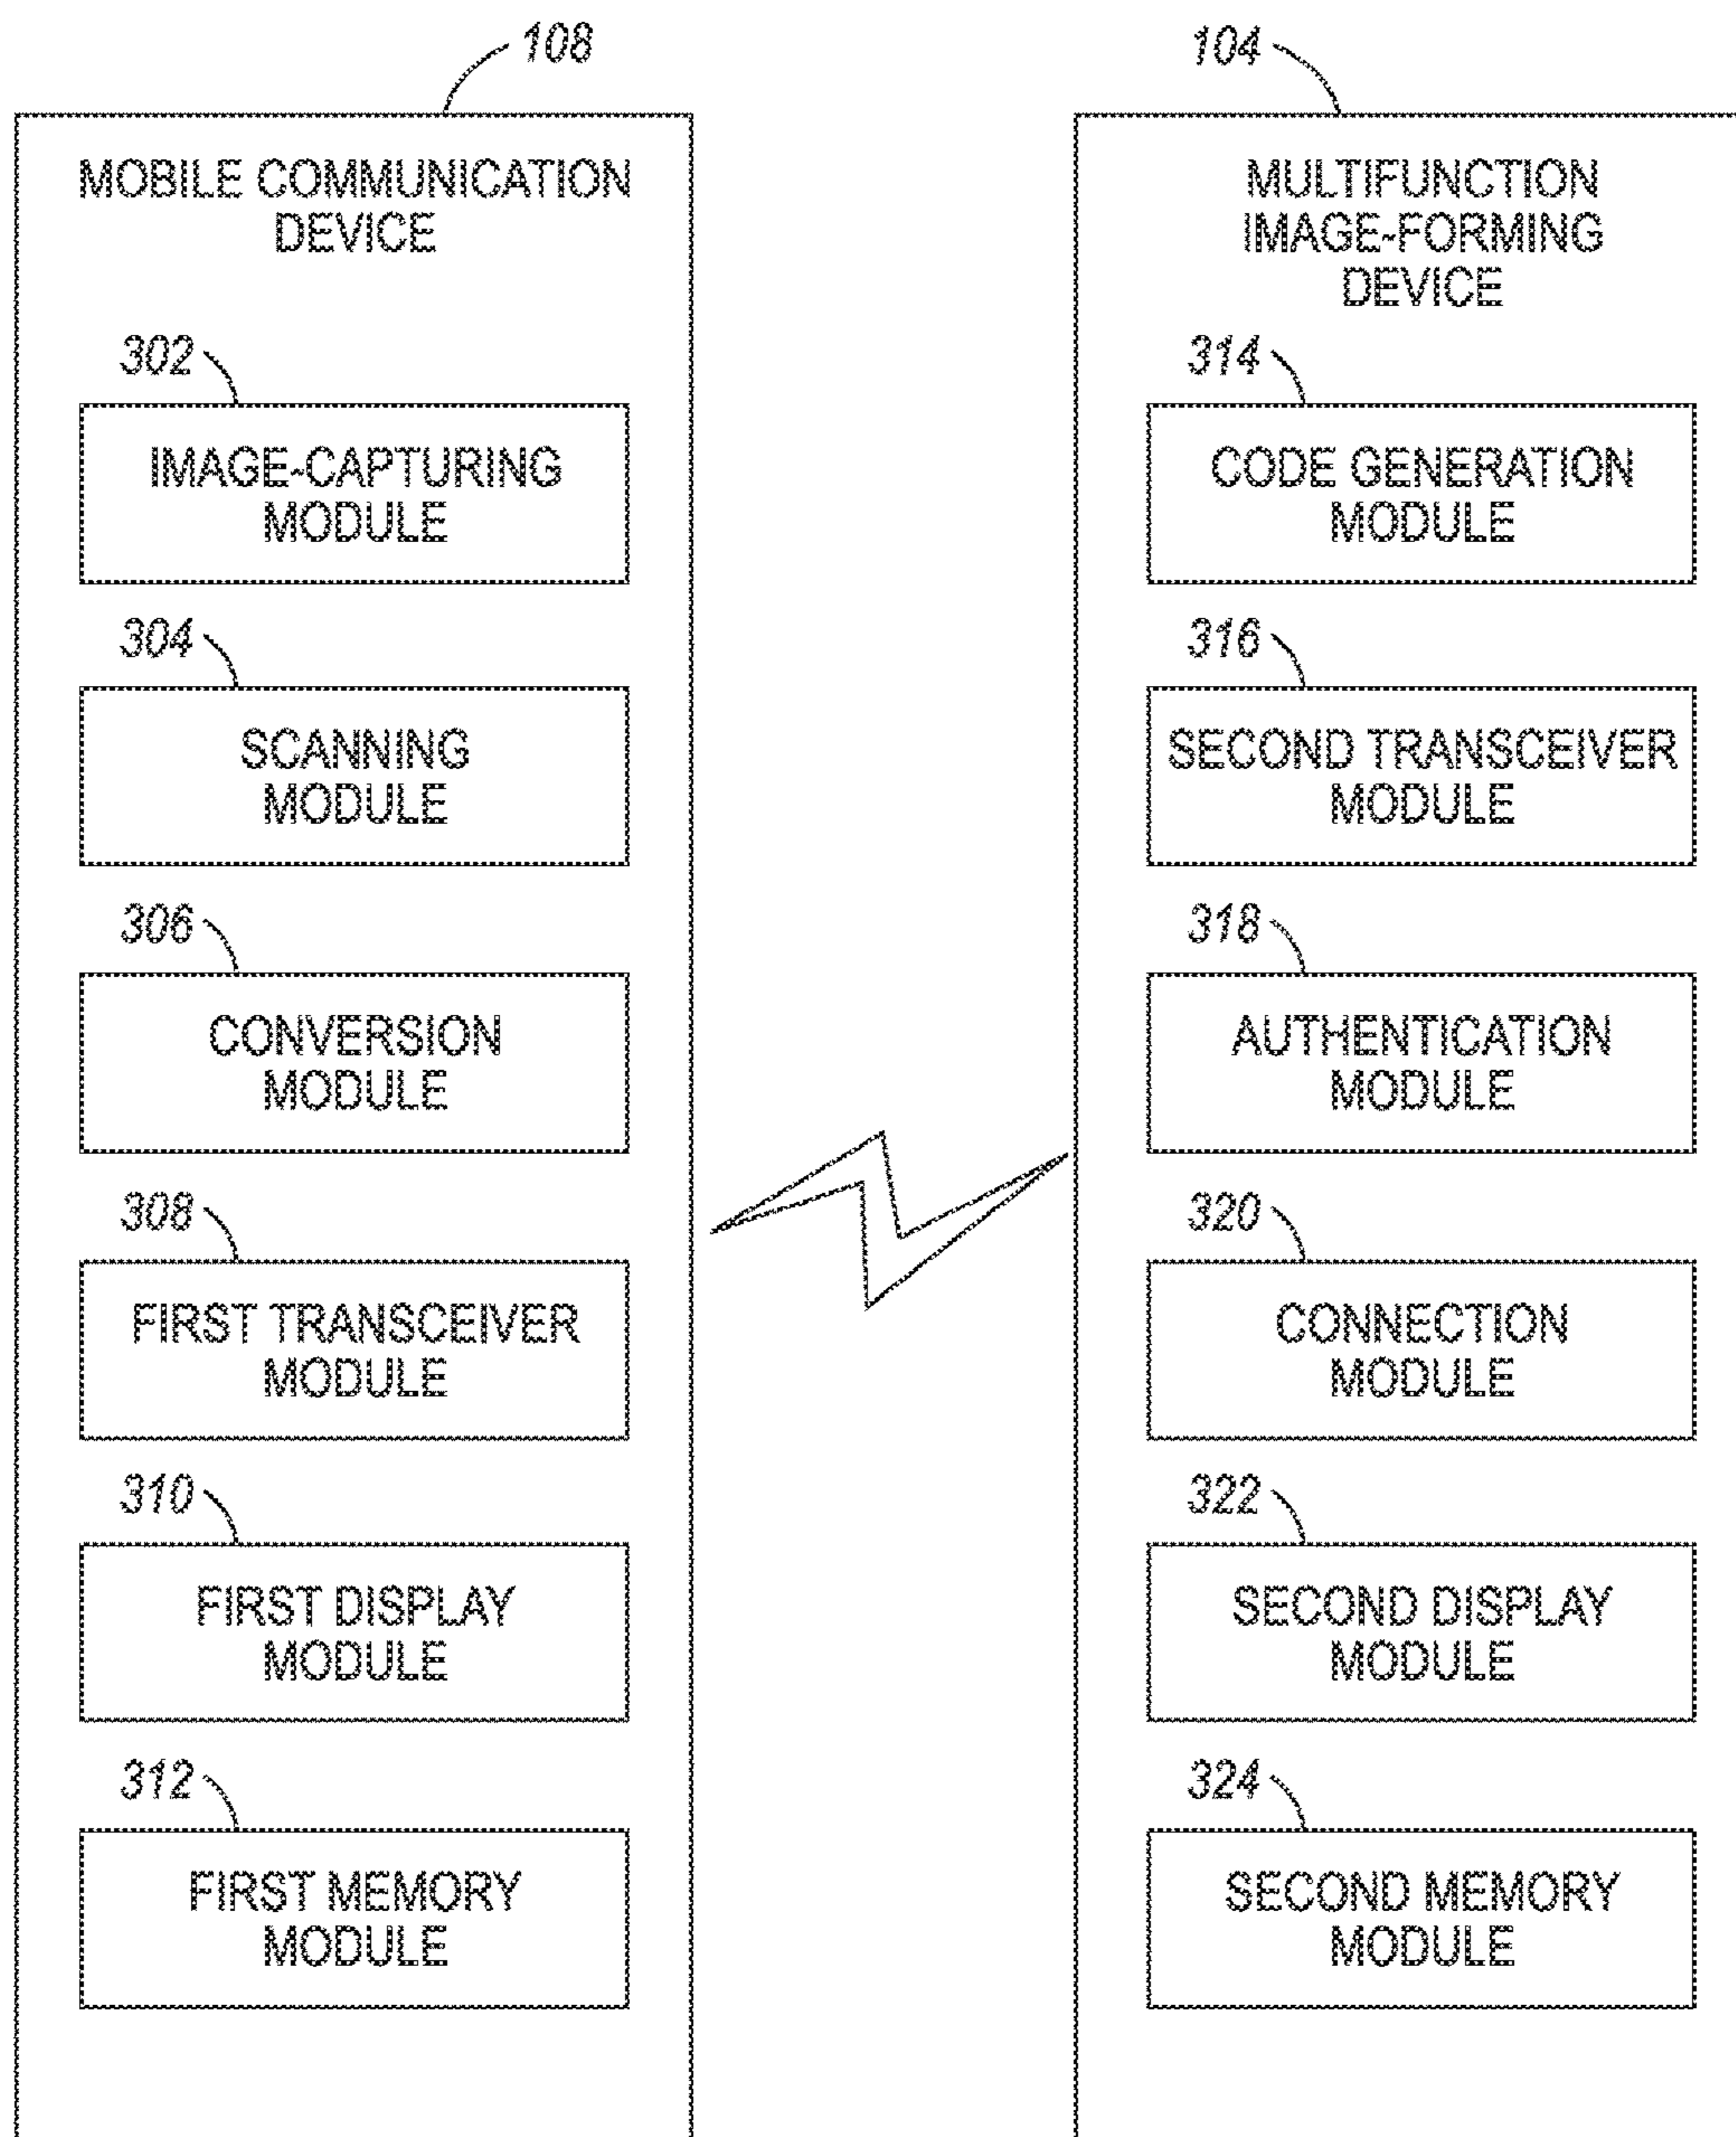 108
MOBILE COMMUNICATION
DEVICE
302
IMAGE-CAPTURING
MODULE
304
SCANNING
MODULE
306
CONVERSION
MODULE
308
FIRST TRANSCEIVER
MODULE
310
FIRST DISPLAY
MODULE
312
FIRST MEMORY
MODULE
104
MULTIFUNCTION
IMAGE-FORMING
DEVICE
314
CODE GENERATION
MODULE
316
SECOND TRANSCEIVER
MODULE
318
AUTHENTICATION
MODULE
320
CONNECTION
MODULE
322
SECOND DISPLAY
MODULE
324
SECOND MEMORY
MODULE